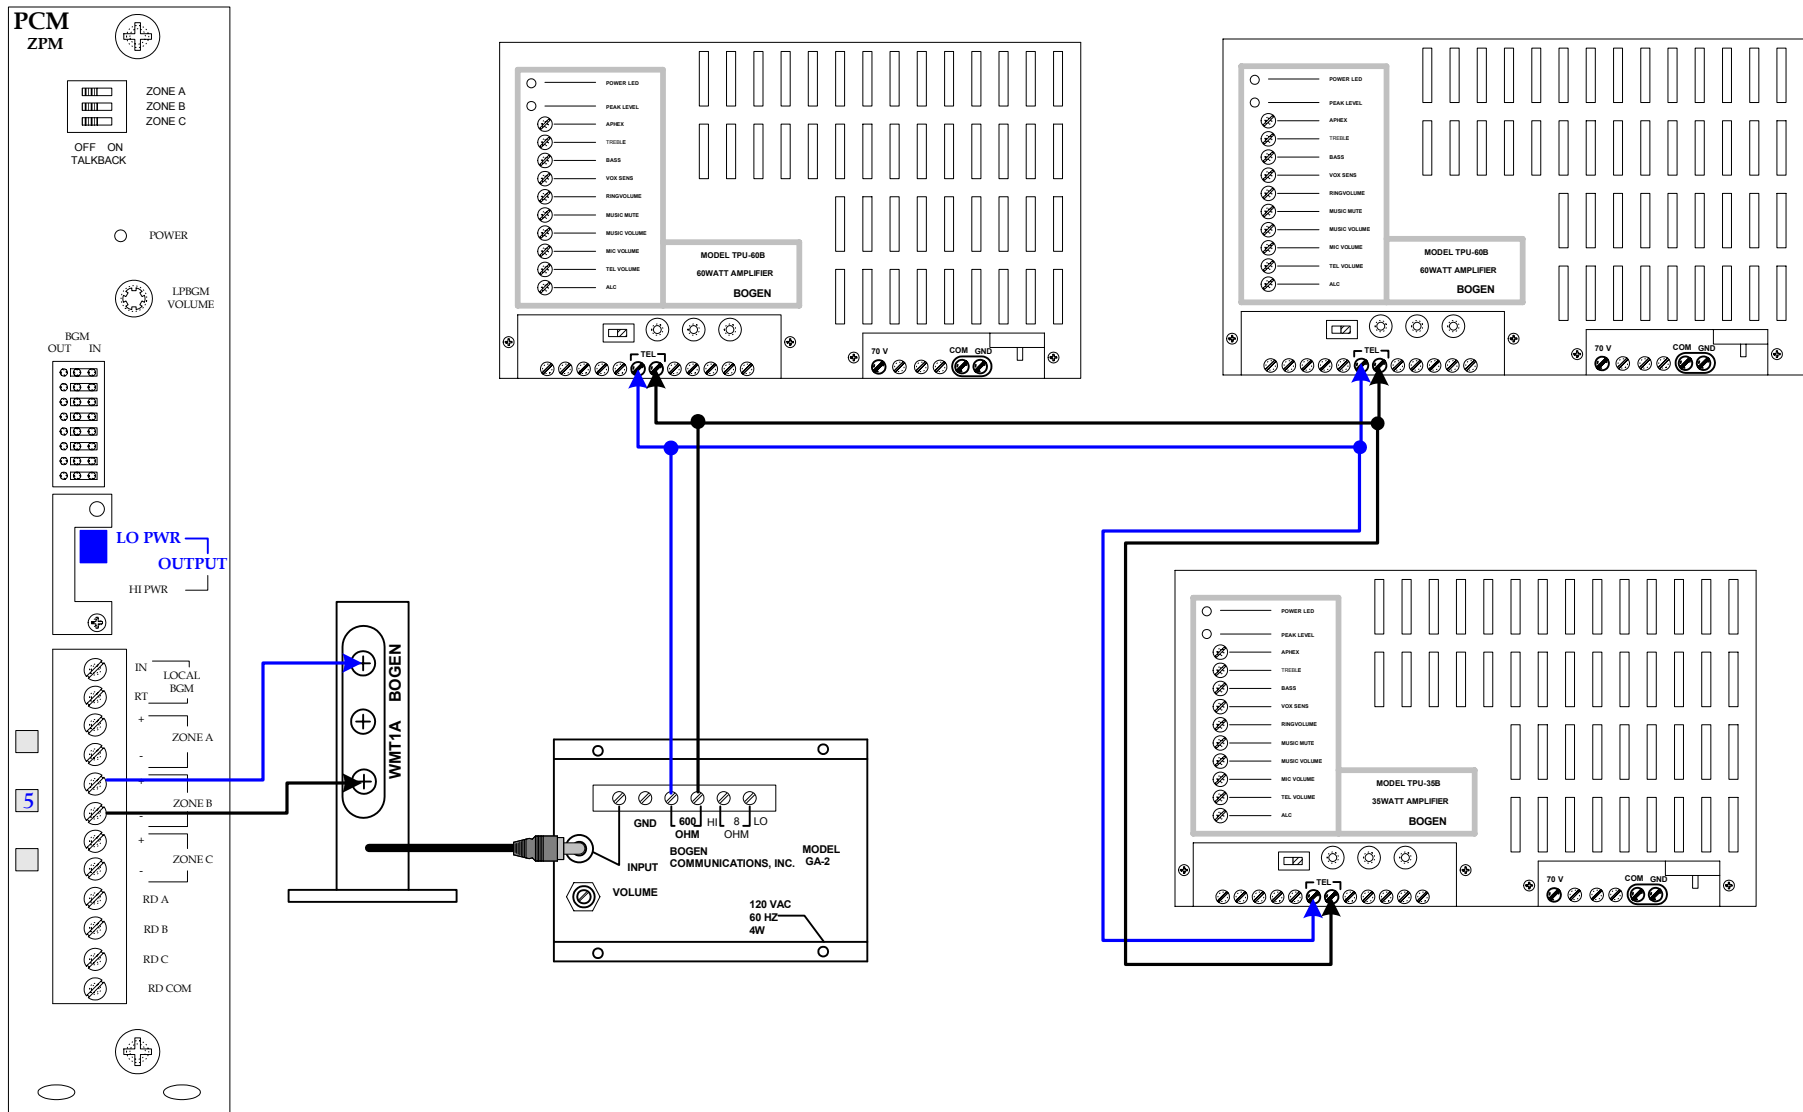 PCM
ZPM
ZONE A
ZONE B
ZONE C
OFF ON
TALKBACK
POWER
LPBGM
VOLUME
BGM
OUT IN
LO PWR
OUTPUT
HI PWR
IN
LOCAL
BGM
RT
+
ZONE A
-
+
5
ZONE B
-
+
ZONE C
-
RD A
RD B
RD C
RD COM
WMT1A BOGEN
GND
600
OHM
HI
8
OHM
LO
INPUT
BOGEN
COMMUNICATIONS, INC.
MODEL
GA-2
VOLUME
120 VAC
60 HZ
4W
POWER LED
PEAK LEVEL
APHEX
TREBLE
BASS
VOX SENS
RINGVOLUME
MUSIC MUTE
MUSIC VOLUME
MIC VOLUME
TEL VOLUME
ALC
MODEL TPU-60B
60WATT AMPLIFIER
BOGEN
TEL
70 V
COM GND
POWER LED
PEAK LEVEL
APHEX
TREBLE
BASS
VOX SENS
RINGVOLUME
MUSIC MUTE
MUSIC VOLUME
MIC VOLUME
TEL VOLUME
ALC
MODEL TPU-60B
60WATT AMPLIFIER
BOGEN
TEL
70 V
COM GND
POWER LED
PEAK LEVEL
APHEX
TREBLE
BASS
VOX SENS
RINGVOLUME
MUSIC MUTE
MUSIC VOLUME
MIC VOLUME
TEL VOLUME
ALC
MODEL TPU-35B
35WATT AMPLIFIER
BOGEN
TEL
70 V
COM GND